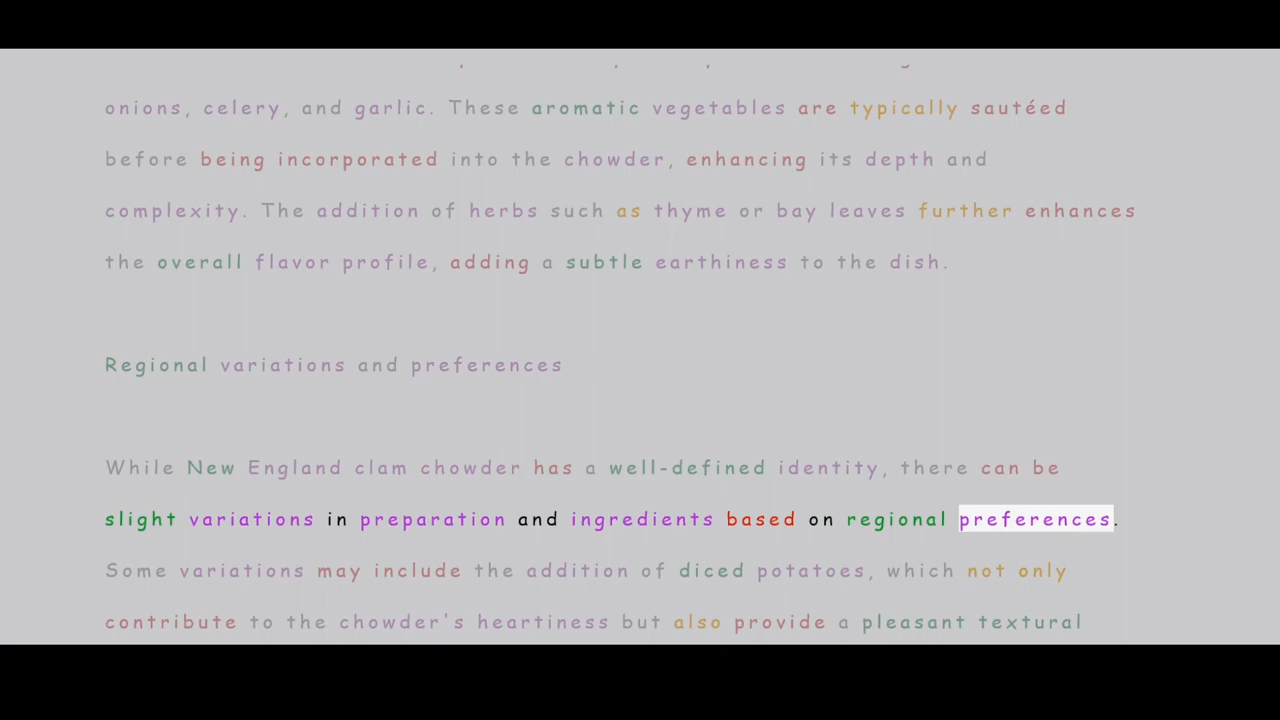 onions, celery, and garlic. These aromatic vegetables are typically sautéed
before being incorporated into the chowder, enhancing its depth and
complexity. The addition of herbs such as thyme or bay leaves further enhances
the overall flavor profile, adding a subtle earthiness to the dish.
Regional variations and preferences
While New England clam chowder has a well-defined identity, there can be
slight variations in preparation and ingredients based on regional preferences.
Some variations may include the addition of diced potatoes, which not only
contribute to the chowder's heartiness but also provide a pleasant textural